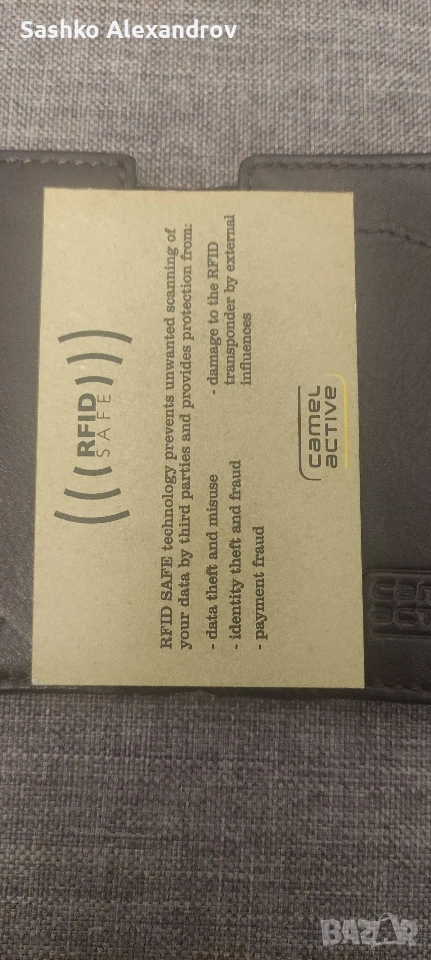 Sashko Alexandrov
RFID
SAFE
RFID SAFE technology prevents unwanted scanning of
your data by third parties and provides protection from:
- data theft and misuse
- identity theft and fraud
- payment fraud
- damage to the RFID
transponder by external
influences
camel
active
BAZAR